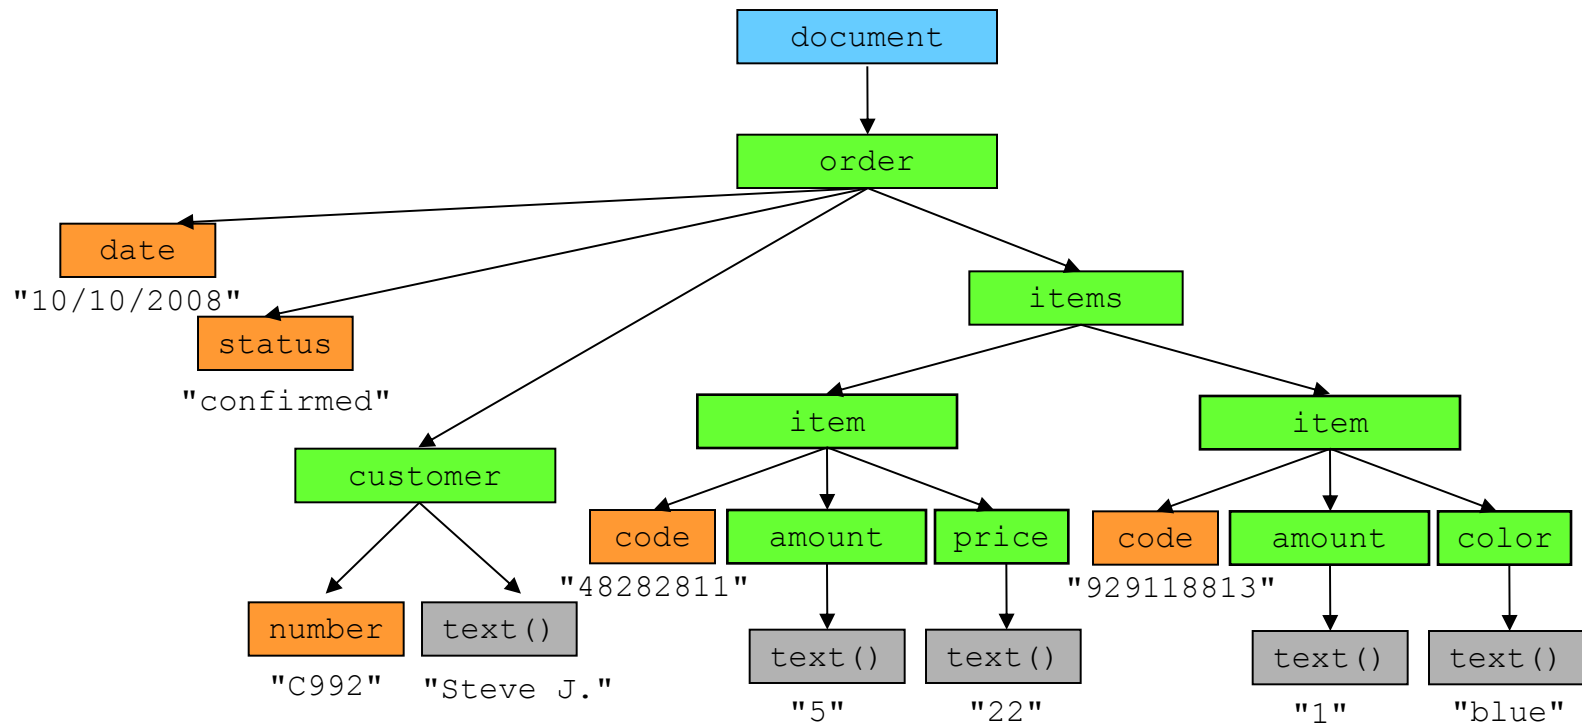 document
order
date
"10/10/2008"
items
status
"confirmed"
item
item
customer
code
amount
price
code
amount
color
"48282811"
"929118813"
number
text()
text()
text()
text()
text()
"C992"
"Steve J."
"5"
"22"
"1"
"blue"